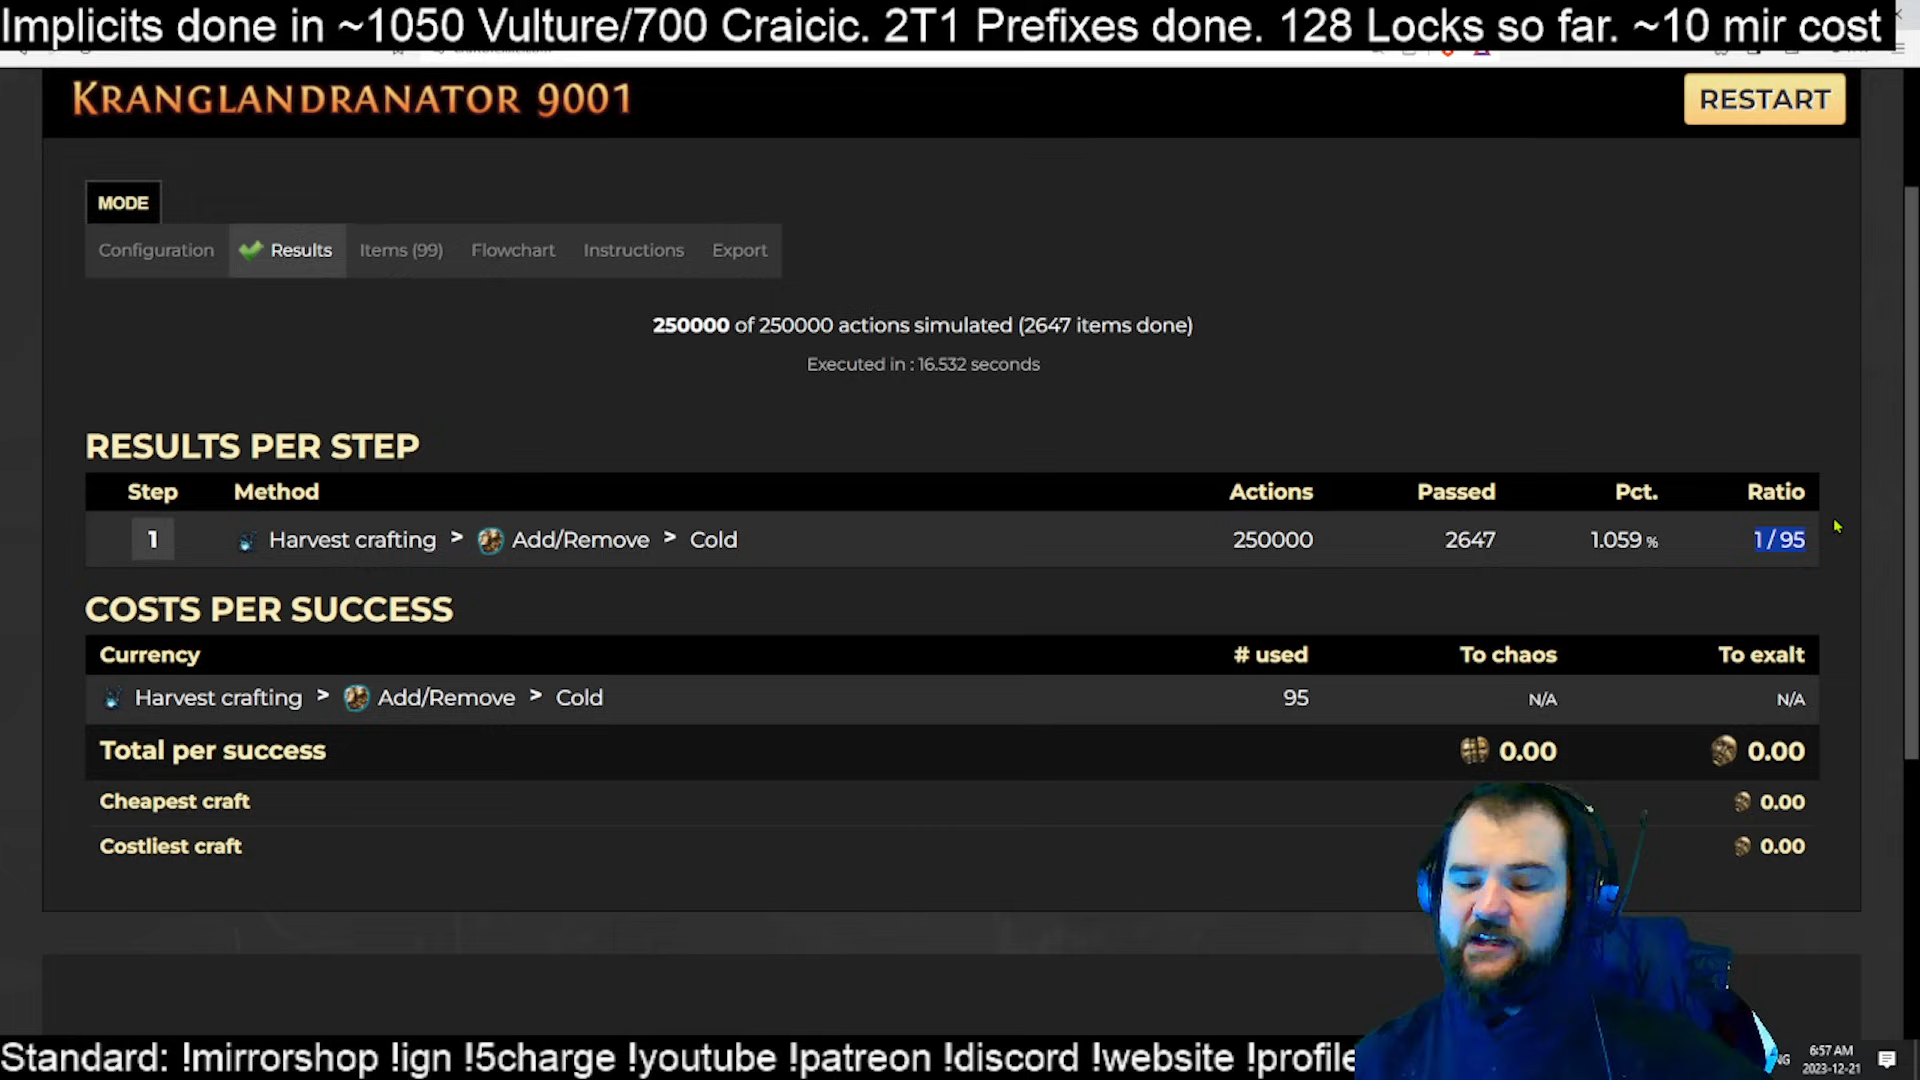 Implicits done in ~1050 Vulture/700 Craicic. 2T1 Prefixes done. 128 Locks so far. ~10 mir cost
KRANGLANDRANATOR 9001
RESTART
MODE
Configuration Results Items (99) Flowchart Instructions Export
250000 of 250000 actions simulated (2647 items done)
Executed in : 16.532 seconds
RESULTS PER STEP
Step Method Actions Passed Pct. Ratio
1 Harvest crafting > Add/Remove > Cold 250000 2647 1.059 % 1 / 95
COSTS PER SUCCESS
Currency # used To chaos To exalt
Harvest crafting > Add/Remove > Cold 95 N/A N/A
Total per success 0.00 0.00
Cheapest craft 0.00
Costliest craft 0.00
Standard: !mirrorshop !ign !5charge !youtube !patreon !discord !website !profile
6:57 AM
2023-12-21